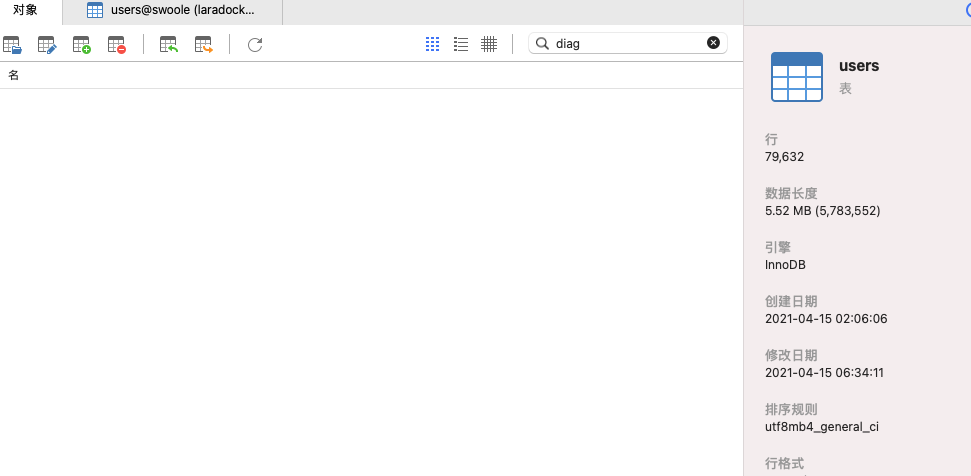 对象
users@swoole (laradock...
diag
名
users
表
行
79,632
数据长度
5.52 MB (5,783,552)
引擎
InnoDB
创建日期
2021-04-15 02:06:06
修改日期
2021-04-15 06:34:11
排序规则
utf8mb4_general_ci
行格式